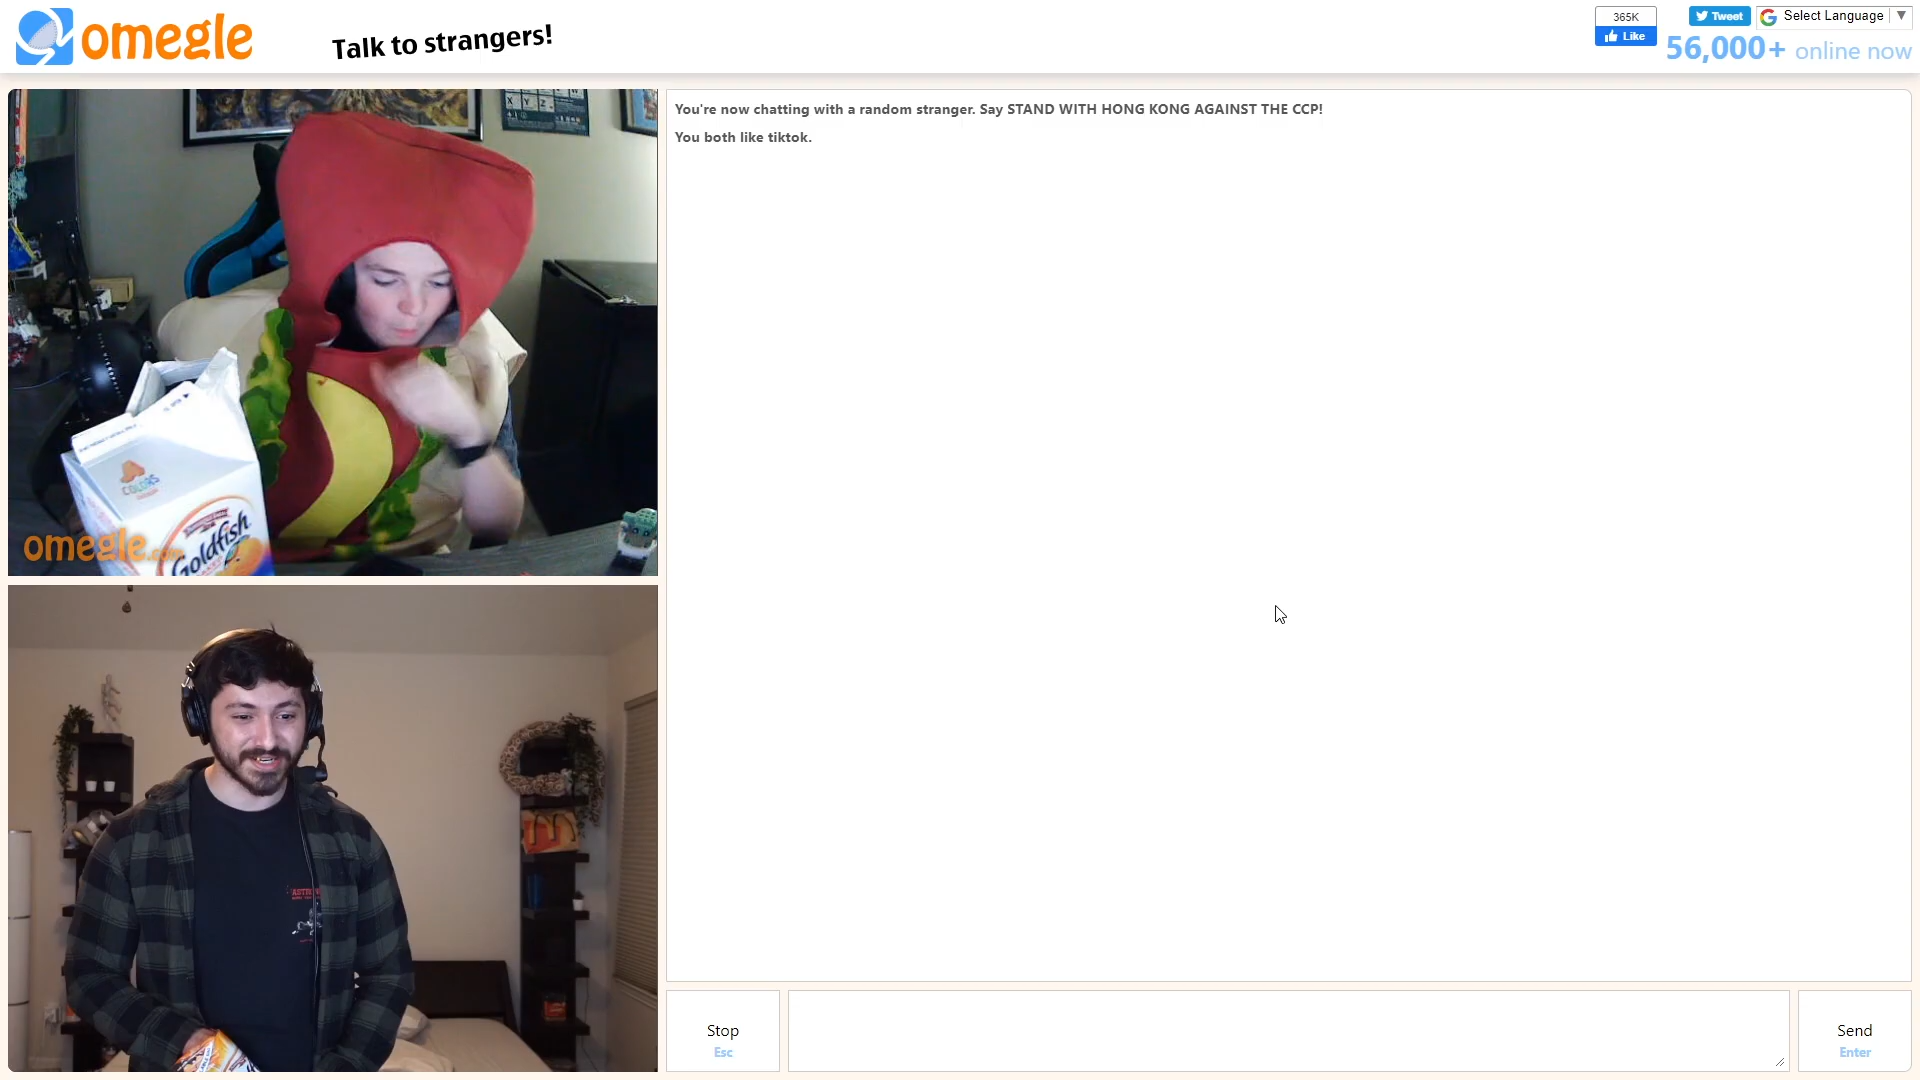 omegle
Talk to strangers!
365K
Like
Tweet
Select Language
56,000+ online now
X Y Z
COLORS
Goldfish
omegle.com
You're now chatting with a random stranger. Say STAND WITH HONG KONG AGAINST THE CCP!
You both like tiktok.
Stop
Esc
Send
Enter